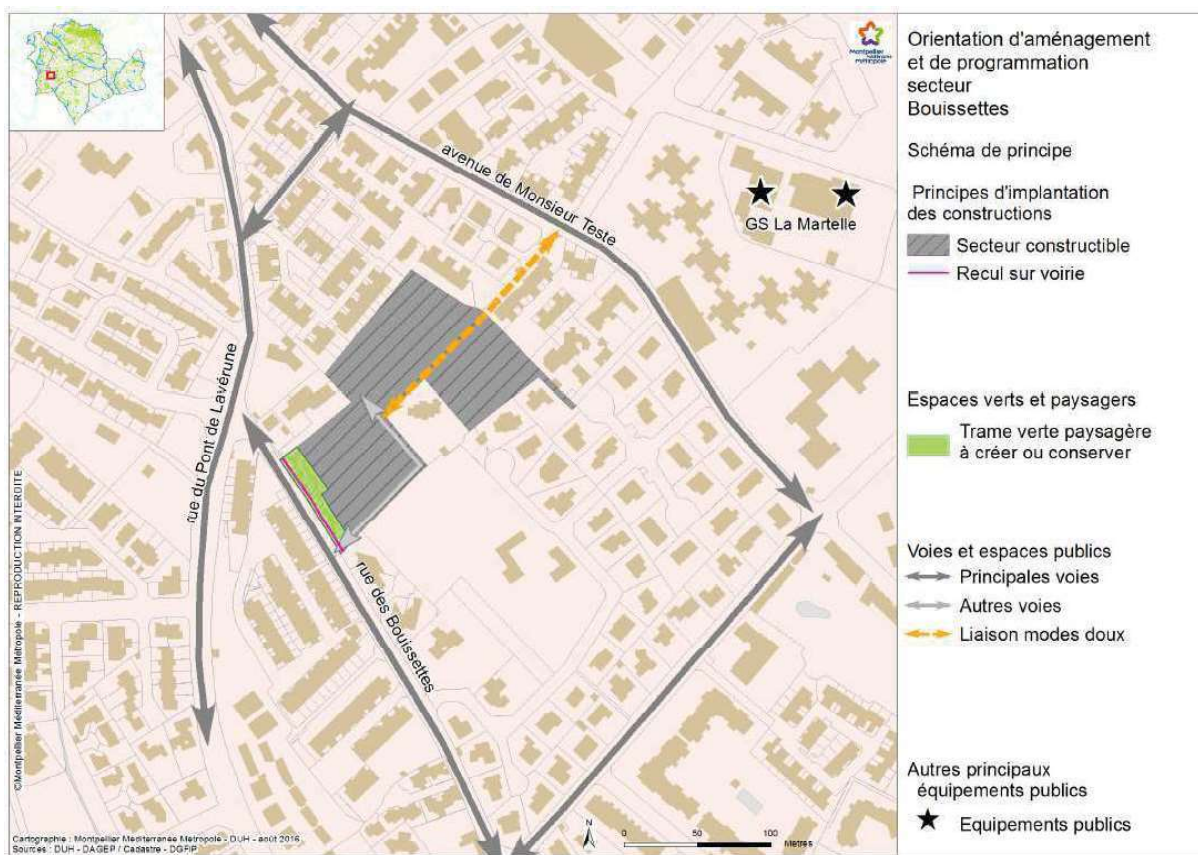 Montpellier
Méditerranée
Métropole
avenue de Monsieur Teste
GS La Martelle
rue du Pont de Lavérune
rue des Bouissettes
©Montpellier Méditerranée Métropole - REPRODUCTION INTERDITE
Cartographie : Montpellier Méditerranée Métropole - DUH - août 2016
Sources : DUH - DAGEP / Cadastre - DGFIP
N
0 50 100
Mètres
Orientation d'aménagement
et de programmation
secteur
Bouissettes
Schéma de principe
Principes d'implantation
des constructions
Secteur constructible
Recul sur voirie
Espaces verts et paysagers
Trame verte paysagère
à créer ou conserver
Voies et espaces publics
Principales voies
Autres voies
Liaison modes doux
Autres principaux
équipements publics
Equipements publics